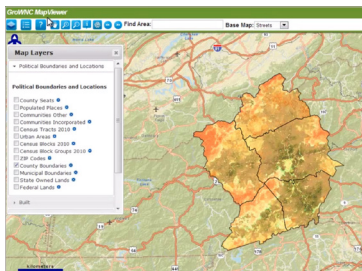 GroWNC MapViewer
Find Area:
Base Map: Streets
Map Layers
Political Boundaries and Locations
Political Boundaries and Locations
County Seats
Populated Places
Communities Other
Communities Incorporated
Census Tracts 2010
Urban Areas
Census Blocks 2010
Census Block Groups 2010
ZIP Codes
County Boundaries
Municipal Boundaries
State Owned Lands
Federal Lands
Built
kilometers